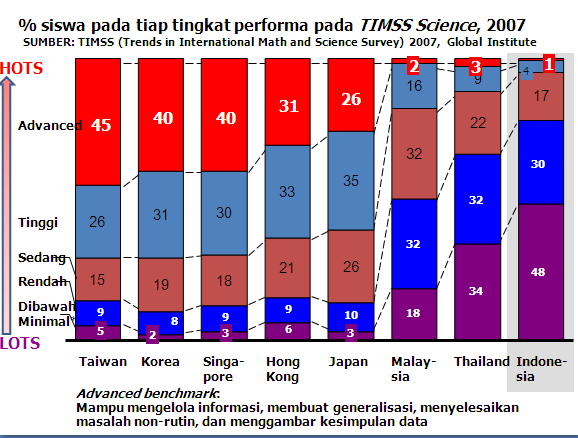 % siswa pada tiap tingkat performa pada TIMSS Science, 2007
SUMBER: TIMSS (Trends in International Math and Science Survey) 2007, Global Institute
HOTS
Advanced
Tinggi
Sedang
Rendah
Dibawah
Minimal
LOTS
45 40 40 31 26 2 3 1
26 31 30 33 35 16 9 4
15 19 18 21 26 32 22 17
9 8 9 9 10 32 32 30
5 2 3 6 3 18 34 48
Taiwan Korea Singa- Hong Japan Malay- Thailand Indone-
pore Kong sia sia
Advanced benchmark:
Mampu mengelola informasi, membuat generalisasi, menyelesaikan
masalah non-rutin, dan menggambar kesimpulan data